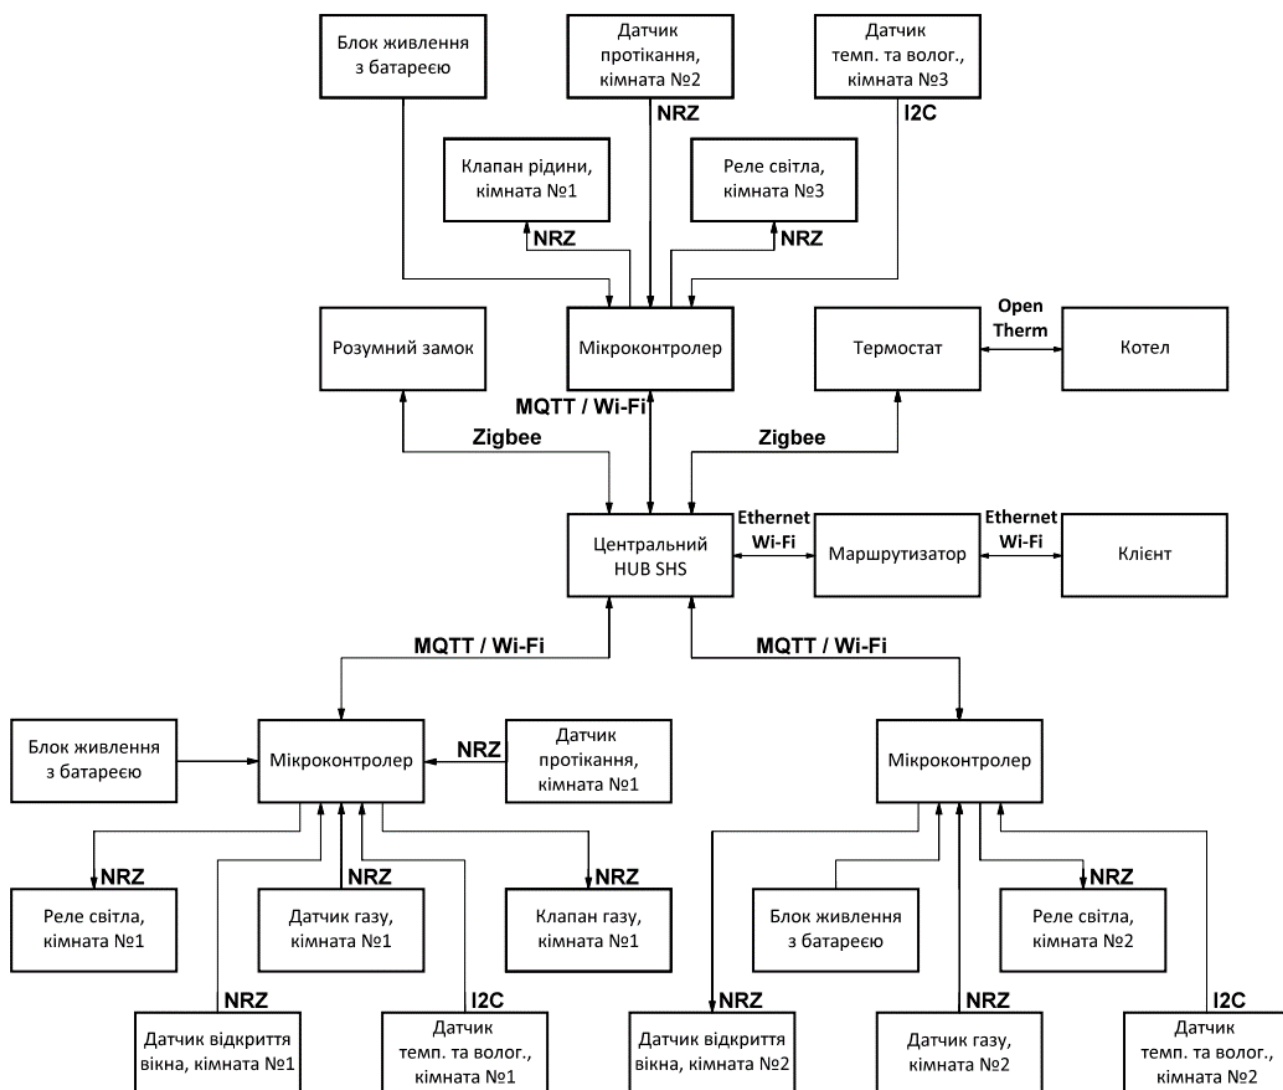 Блок живлення
з батареєю
Датчик
протікання,
кімната №2
Датчик
темп. та волог.,
кімната №3
NRZ
I2C
Клапан рідини,
кімната №1
Реле світла,
кімната №3
NRZ
NRZ
Розумний замок
Мікроконтролер
Термостат
Open
Therm
Котел
MQTT / Wi-Fi
Zigbee
Zigbee
Центральний
HUB SHS
Ethernet
Wi-Fi
Маршрутизатор
Ethernet
Wi-Fi
Клієнт
MQTT / Wi-Fi
MQTT / Wi-Fi
Блок живлення
з батареєю
Мікроконтролер
NRZ
Датчик
протікання,
кімната №1
Мікроконтролер
NRZ
NRZ
NRZ
NRZ
Реле світла,
кімната №1
Датчик газу,
кімната №1
Клапан газу,
кімната №1
Блок живлення
з батареєю
Реле світла,
кімната №2
NRZ
I2C
NRZ
NRZ
I2C
Датчик відкриття
вікна, кімната №1
Датчик
темп. та волог.,
кімната №1
Датчик відкриття
вікна, кімната №2
Датчик газу,
кімната №2
Датчик
темп. та волог.,
кімната №2